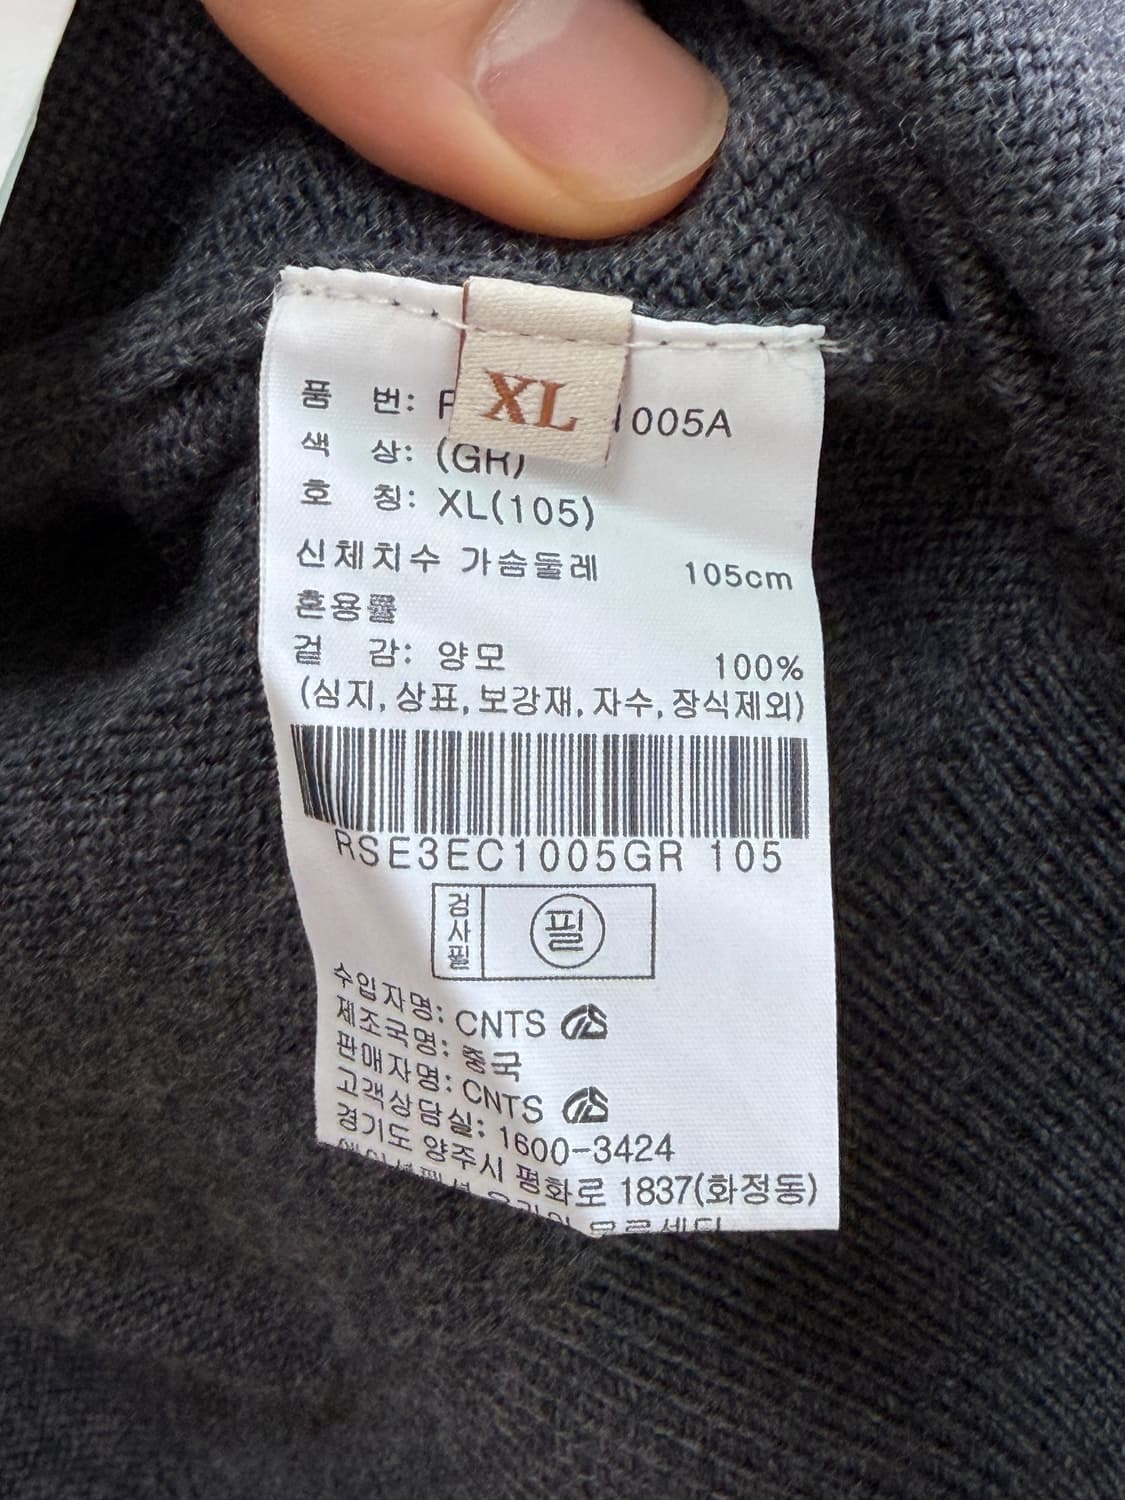 XL
품 번: 1005A
색 상: (GR)
호 칭: XL(105)
신체치수 가슴둘레 105cm
혼용률
겉 감: 양모 100%
(심지,상표,보강재,자수,장식제외)
RSE3EC1005GR 105
검사필 필
수입자명: CNTS
제조국명: 중국
판매자명: CNTS
고객상담실: 1600-3424
경기도 양주시 평화로 1837(화정동)